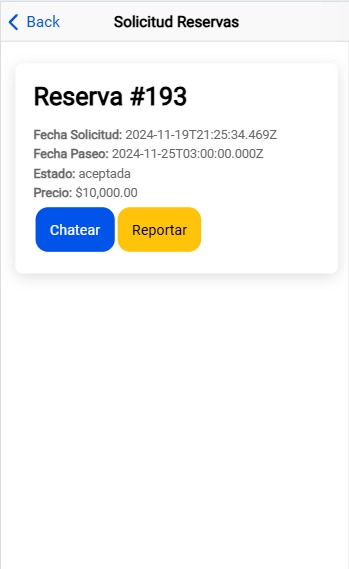 Back
Solicitud Reservas
Reserva #193
Fecha Solicitud: 2024-11-19T21:25:34.469Z
Fecha Paseo: 2024-11-25T03:00:00.000Z
Estado: aceptada
Precio: $10,000.00
Chatear
Reportar